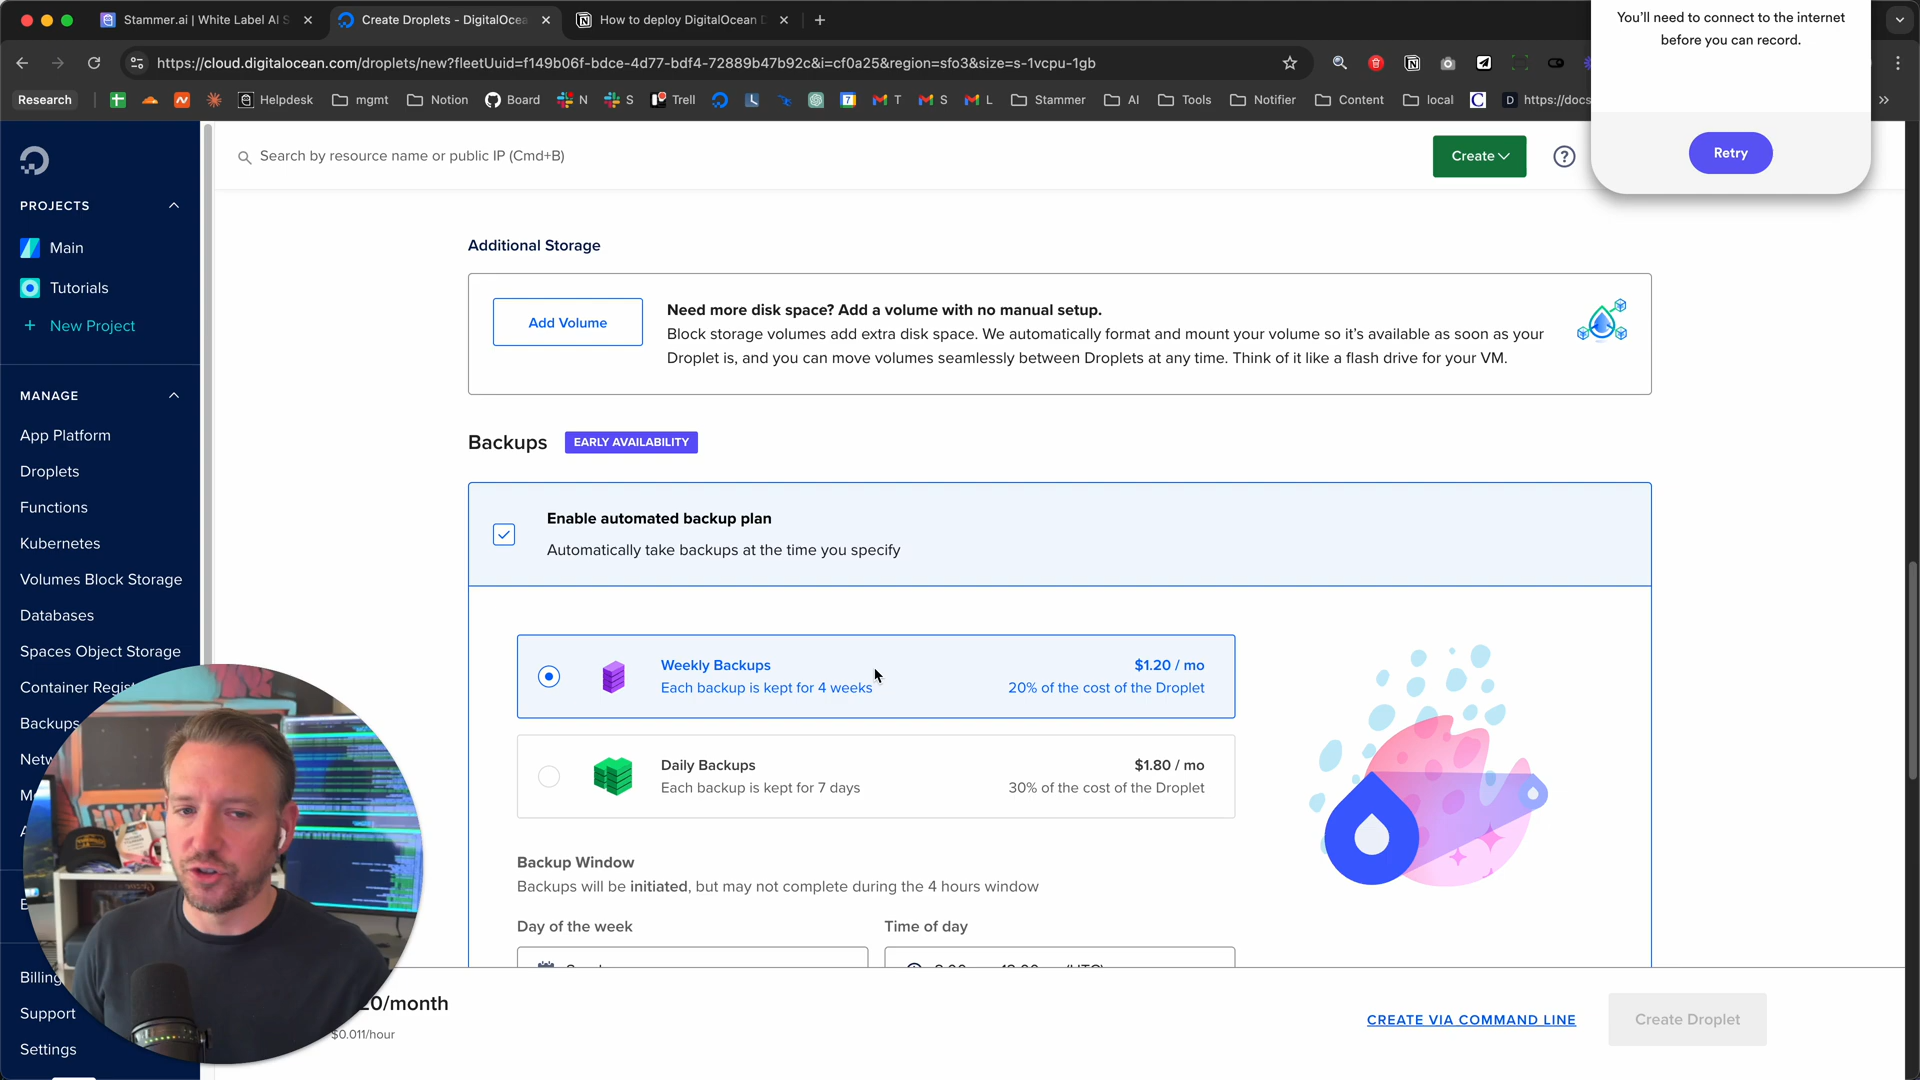 Stammer.ai | White Label AI S
Create Droplets - DigitalOcea
How to deploy DigitalOcean D
You'll need to connect to the internet
before you can record.
Retry
https://cloud.digitalocean.com/droplets/new?fleetUuid=f149b06f-bdce-4d77-bdf4-72889b47b92c&i=cf0a25&region=sfo3&size=s-1vcpu-1gb
Research
Helpdesk
mgmt
Notion
Board
N
S
Trell
T
S
L
Stammer
AI
Tools
Notifier
Content
local
https://docs
Search by resource name or public IP (Cmd+B)
Create
PROJECTS
Main
Tutorials
+ New Project
MANAGE
App Platform
Droplets
Functions
Kubernetes
Volumes Block Storage
Databases
Spaces Object Storage
Container Regist
Backups
Netw
M
A
Billing
Support
Settings
Additional Storage
Add Volume
Need more disk space? Add a volume with no manual setup.
Block storage volumes add extra disk space. We automatically format and mount your volume so it's available as soon as your
Droplet is, and you can move volumes seamlessly between Droplets at any time. Think of it like a flash drive for your VM.
Backups
EARLY AVAILABILITY
Enable automated backup plan
Automatically take backups at the time you specify
Weekly Backups
$1.20 / mo
Each backup is kept for 4 weeks
20% of the cost of the Droplet
Daily Backups
$1.80 / mo
Each backup is kept for 7 days
30% of the cost of the Droplet
Backup Window
Backups will be initiated, but may not complete during the 4 hours window
Day of the week
Time of day
20/month
$0.011/hour
CREATE VIA COMMAND LINE
Create Droplet